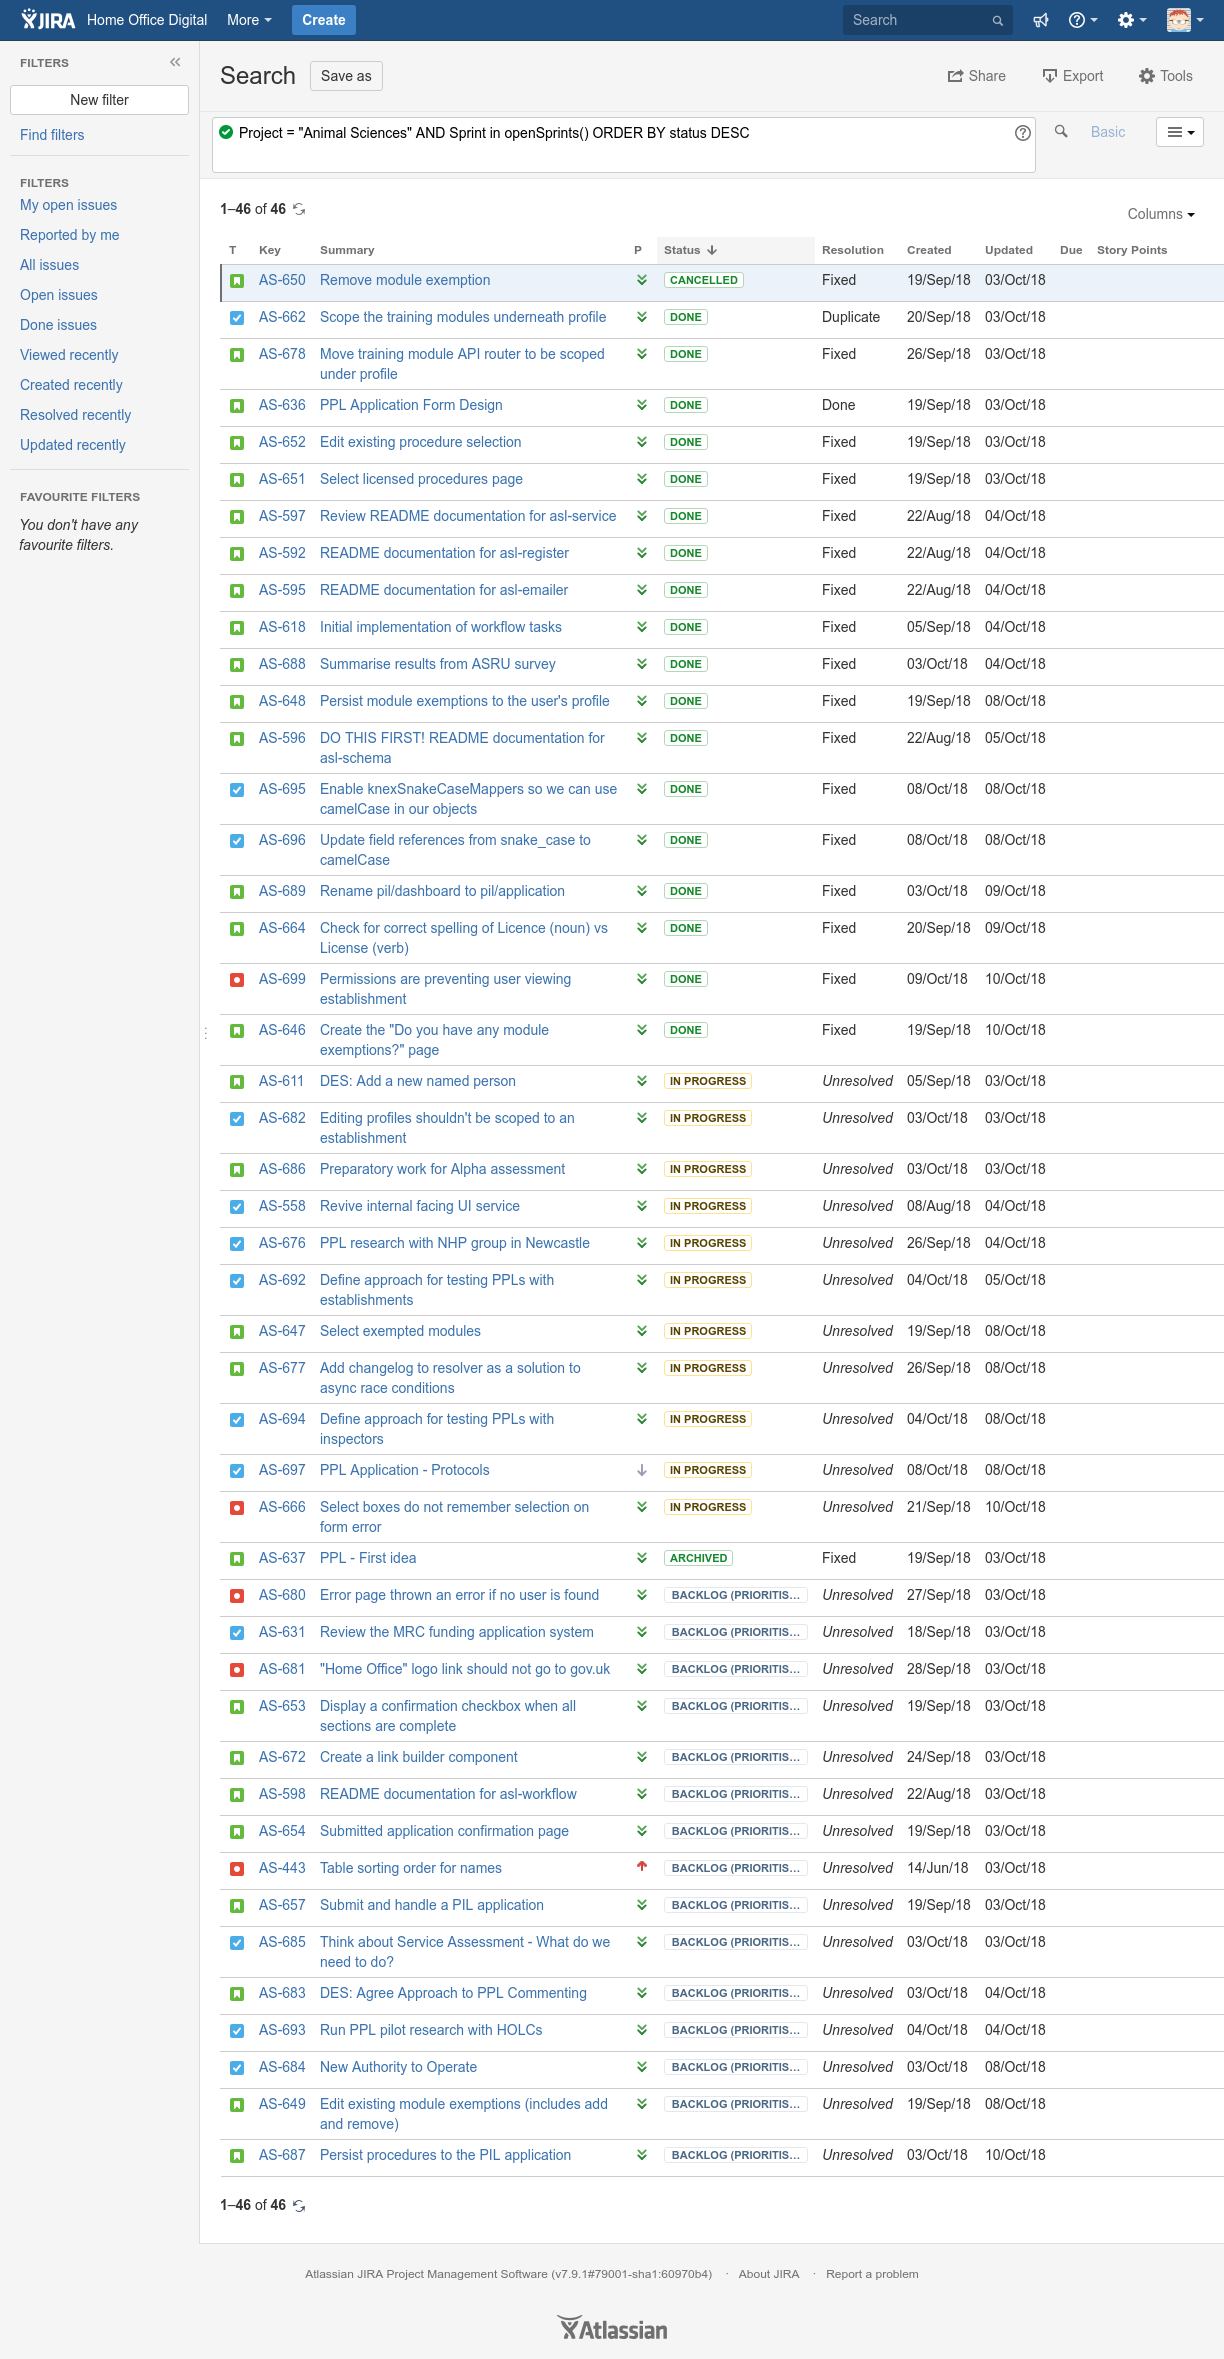 JIRA Home Office Digital More Create Search
FILTERS
New filter
Find filters
FILTERS
My open issues
Reported by me
All issues
Open issues
Done issues
Viewed recently
Created recently
Resolved recently
Updated recently
FAVOURITE FILTERS
You don't have any
favourite filters.
Search Save as Share Export Tools
Project = "Animal Sciences" AND Sprint in openSprints() ORDER BY status DESC
Basic
1–46 of 46
Columns
T Key Summary P Status Resolution Created Updated Due Story Points
AS-650 Remove module exemption CANCELLED Fixed 19/Sep/18 03/Oct/18
AS-662 Scope the training modules underneath profile DONE Duplicate 20/Sep/18 03/Oct/18
AS-678 Move training module API router to be scoped DONE Fixed 26/Sep/18 03/Oct/18
under profile
AS-636 PPL Application Form Design DONE Done 19/Sep/18 03/Oct/18
AS-652 Edit existing procedure selection DONE Fixed 19/Sep/18 03/Oct/18
AS-651 Select licensed procedures page DONE Fixed 19/Sep/18 03/Oct/18
AS-597 Review README documentation for asl-service DONE Fixed 22/Aug/18 04/Oct/18
AS-592 README documentation for asl-register DONE Fixed 22/Aug/18 04/Oct/18
AS-595 README documentation for asl-emailer DONE Fixed 22/Aug/18 04/Oct/18
AS-618 Initial implementation of workflow tasks DONE Fixed 05/Sep/18 04/Oct/18
AS-688 Summarise results from ASRU survey DONE Fixed 03/Oct/18 04/Oct/18
AS-648 Persist module exemptions to the user's profile DONE Fixed 19/Sep/18 08/Oct/18
AS-596 DO THIS FIRST! README documentation for DONE Fixed 22/Aug/18 05/Oct/18
asl-schema
AS-695 Enable knexSnakeCaseMappers so we can use DONE Fixed 08/Oct/18 08/Oct/18
camelCase in our objects
AS-696 Update field references from snake_case to DONE Fixed 08/Oct/18 08/Oct/18
camelCase
AS-689 Rename pil/dashboard to pil/application DONE Fixed 03/Oct/18 09/Oct/18
AS-664 Check for correct spelling of Licence (noun) vs DONE Fixed 20/Sep/18 09/Oct/18
License (verb)
AS-699 Permissions are preventing user viewing DONE Fixed 09/Oct/18 10/Oct/18
establishment
AS-646 Create the "Do you have any module DONE Fixed 19/Sep/18 10/Oct/18
exemptions?" page
AS-611 DES: Add a new named person IN PROGRESS Unresolved 05/Sep/18 03/Oct/18
AS-682 Editing profiles shouldn't be scoped to an IN PROGRESS Unresolved 03/Oct/18 03/Oct/18
establishment
AS-686 Preparatory work for Alpha assessment IN PROGRESS Unresolved 03/Oct/18 03/Oct/18
AS-558 Revive internal facing UI service IN PROGRESS Unresolved 08/Aug/18 04/Oct/18
AS-676 PPL research with NHP group in Newcastle IN PROGRESS Unresolved 26/Sep/18 04/Oct/18
AS-692 Define approach for testing PPLs with IN PROGRESS Unresolved 04/Oct/18 05/Oct/18
establishments
AS-647 Select exempted modules IN PROGRESS Unresolved 19/Sep/18 08/Oct/18
AS-677 Add changelog to resolver as a solution to IN PROGRESS Unresolved 26/Sep/18 08/Oct/18
async race conditions
AS-694 Define approach for testing PPLs with IN PROGRESS Unresolved 04/Oct/18 08/Oct/18
inspectors
AS-697 PPL Application - Protocols IN PROGRESS Unresolved 08/Oct/18 08/Oct/18
AS-666 Select boxes do not remember selection on IN PROGRESS Unresolved 21/Sep/18 10/Oct/18
form error
AS-637 PPL - First idea ARCHIVED Fixed 19/Sep/18 03/Oct/18
AS-680 Error page thrown an error if no user is found BACKLOG (PRIORITIS... Unresolved 27/Sep/18 03/Oct/18
AS-631 Review the MRC funding application system BACKLOG (PRIORITIS... Unresolved 18/Sep/18 03/Oct/18
AS-681 "Home Office" logo link should not go to gov.uk BACKLOG (PRIORITIS... Unresolved 28/Sep/18 03/Oct/18
AS-653 Display a confirmation checkbox when all BACKLOG (PRIORITIS... Unresolved 19/Sep/18 03/Oct/18
sections are complete
AS-672 Create a link builder component BACKLOG (PRIORITIS... Unresolved 24/Sep/18 03/Oct/18
AS-598 README documentation for asl-workflow BACKLOG (PRIORITIS... Unresolved 22/Aug/18 03/Oct/18
AS-654 Submitted application confirmation page BACKLOG (PRIORITIS... Unresolved 19/Sep/18 03/Oct/18
AS-443 Table sorting order for names BACKLOG (PRIORITIS... Unresolved 14/Jun/18 03/Oct/18
AS-657 Submit and handle a PIL application BACKLOG (PRIORITIS... Unresolved 19/Sep/18 03/Oct/18
AS-685 Think about Service Assessment - What do we BACKLOG (PRIORITIS... Unresolved 03/Oct/18 03/Oct/18
need to do?
AS-683 DES: Agree Approach to PPL Commenting BACKLOG (PRIORITIS... Unresolved 03/Oct/18 04/Oct/18
AS-693 Run PPL pilot research with HOLCs BACKLOG (PRIORITIS... Unresolved 04/Oct/18 04/Oct/18
AS-684 New Authority to Operate BACKLOG (PRIORITIS... Unresolved 03/Oct/18 08/Oct/18
AS-649 Edit existing module exemptions (includes add BACKLOG (PRIORITIS... Unresolved 19/Sep/18 08/Oct/18
and remove)
AS-687 Persist procedures to the PIL application BACKLOG (PRIORITIS... Unresolved 03/Oct/18 10/Oct/18
1–46 of 46
Atlassian JIRA Project Management Software (v7.9.1#79001-sha1:60970b4) · About JIRA · Report a problem
Atlassian